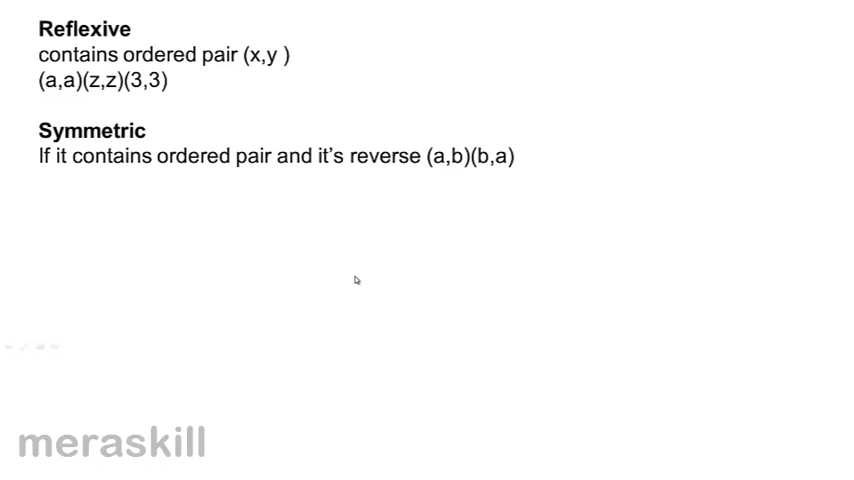 Reflexive
contains ordered pair (x,y )
(a,a)(z,z)(3,3)
Symmetric
If it contains ordered pair and it's reverse (a,b)(b,a)
meraskill